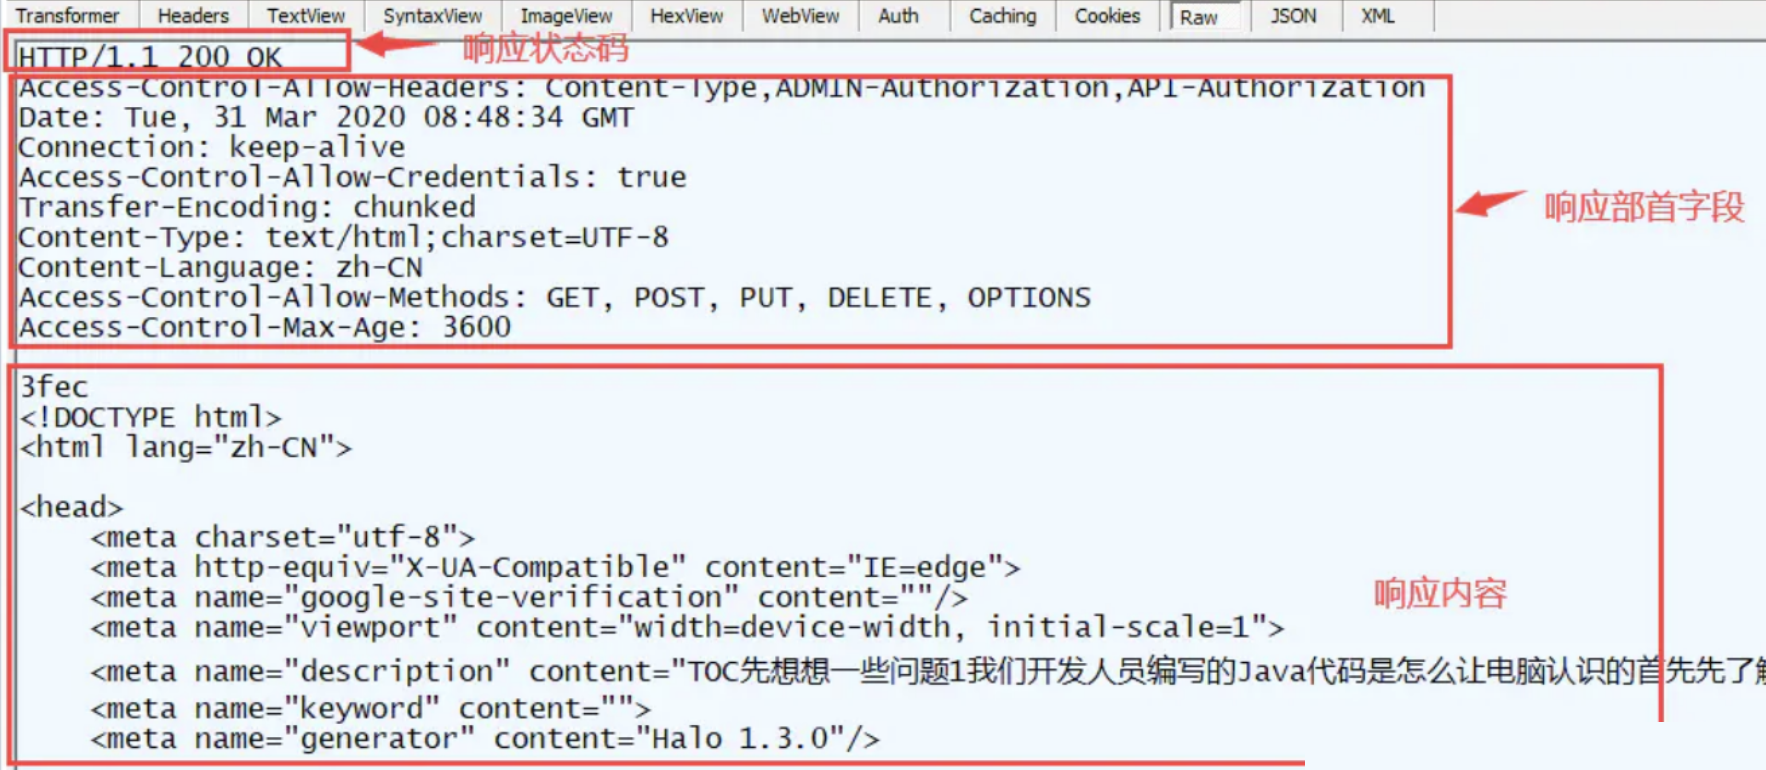 Transformer Headers TextView SyntaxView ImageView HexView WebView Auth Caching Cookies Raw JSON XML
HTTP/1.1 200 OK
响应状态码
Access-Control-Allow-Headers: Content-Type,ADMIN-Authorization,API-Authorization
Date: Tue, 31 Mar 2020 08:48:34 GMT
Connection: keep-alive
Access-Control-Allow-Credentials: true
Transfer-Encoding: chunked
响应部首字段
Content-Type: text/html;charset=UTF-8
Content-Language: zh-CN
Access-Control-Allow-Methods: GET, POST, PUT, DELETE, OPTIONS
Access-Control-Max-Age: 3600
3fec
<!DOCTYPE html>
<html lang="zh-CN">
<head>
<meta charset="utf-8">
<meta http-equiv="X-UA-Compatible" content="IE=edge">
<meta name="google-site-verification" content=""/>
响应内容
<meta name="viewport" content="width=device-width, initial-scale=1">
<meta name="description" content="TOC先想想一些问题1我们开发人员编写的Java代码是怎么让电脑认识的首先先了解
<meta name="keyword" content="">
<meta name="generator" content="Halo 1.3.0"/>